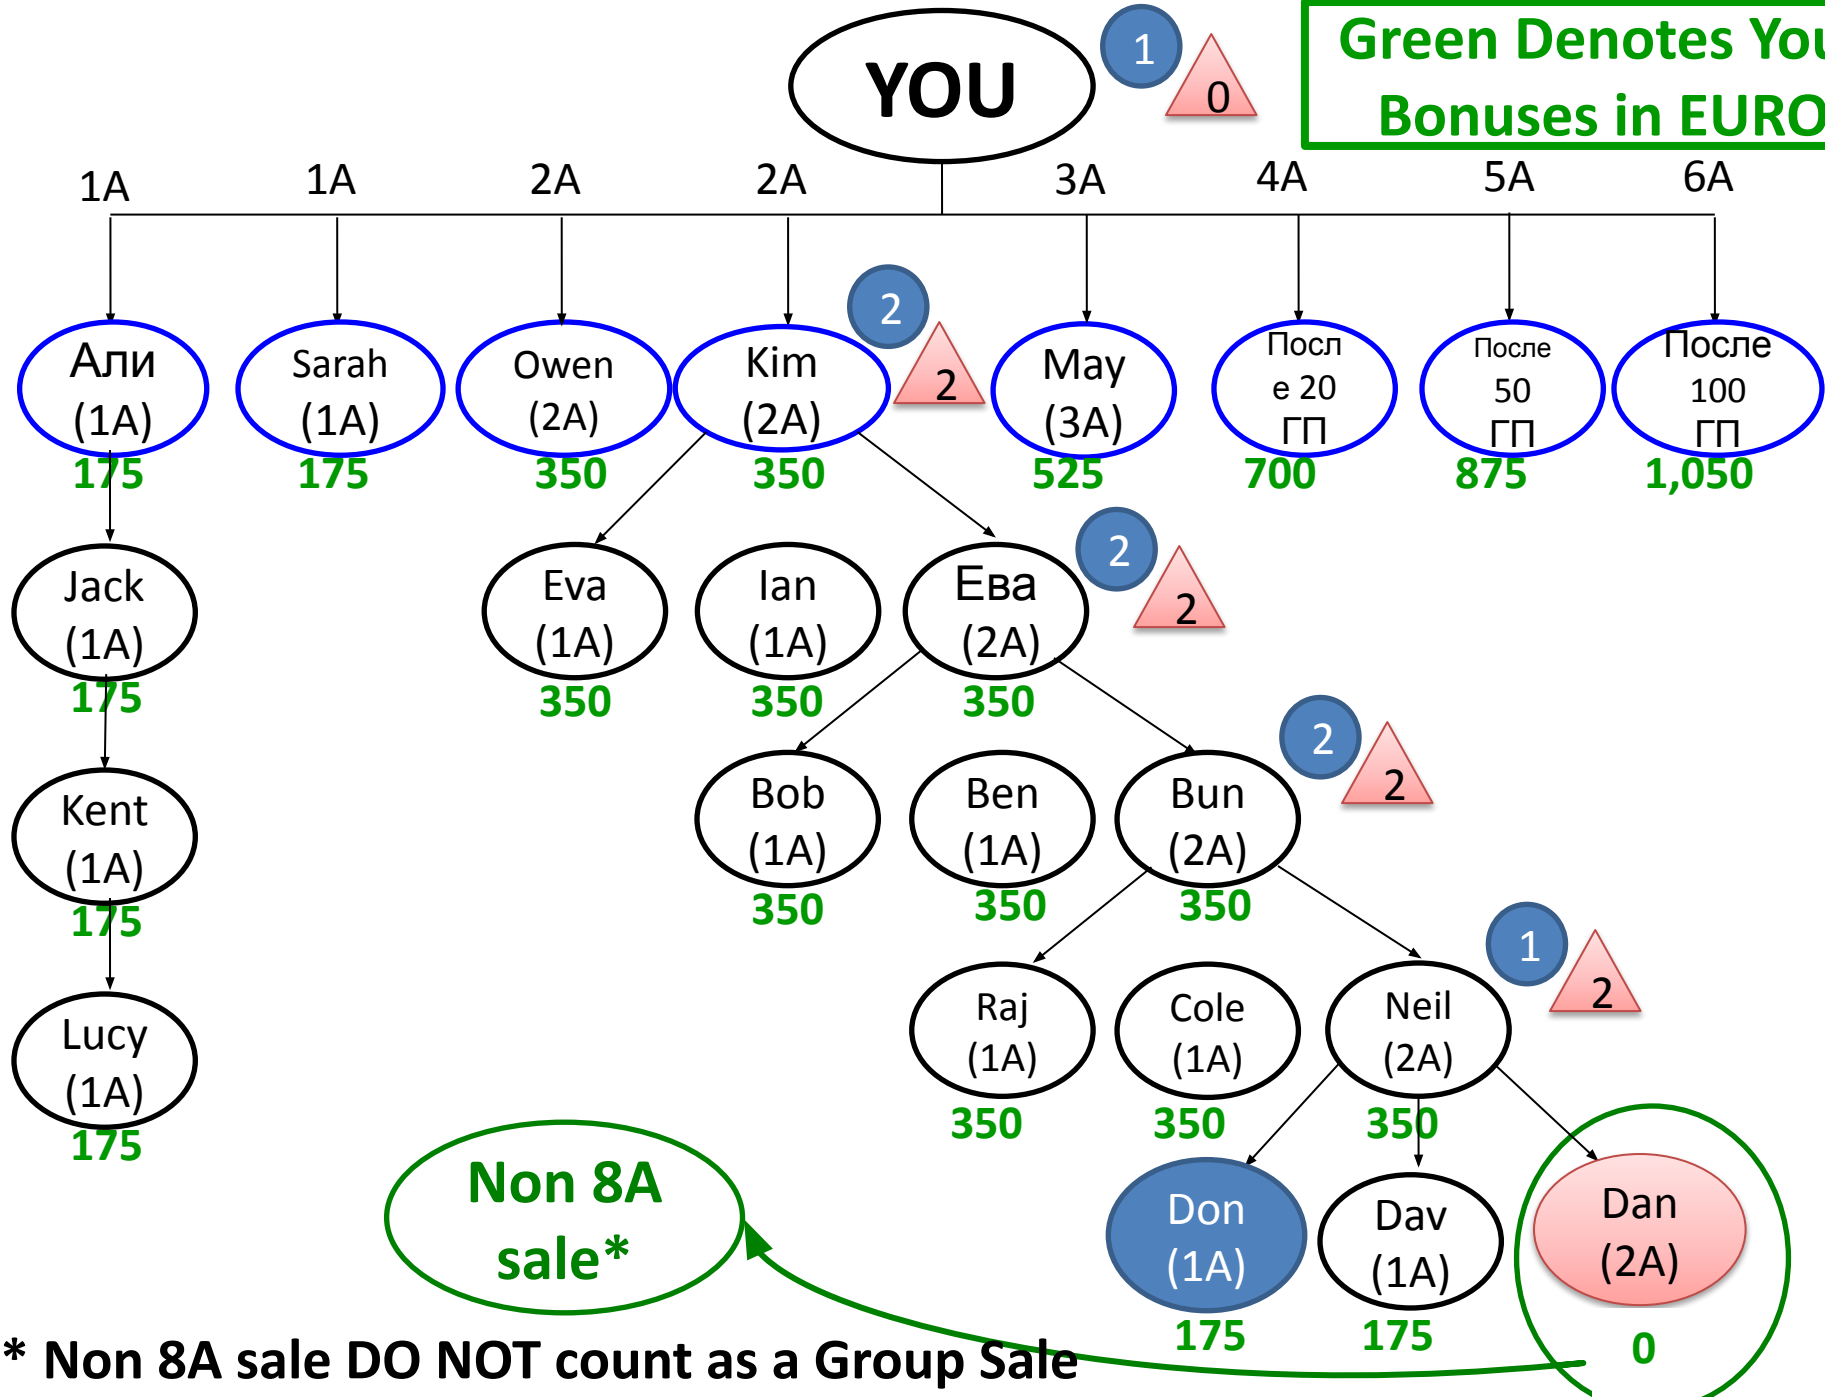 YOU
1
0
Green Denotes You
Bonuses in EURO
1A
1A
2A
2A
3A
4A
5A
6A
Али
(1A)
175
Sarah
(1A)
175
Owen
(2A)
350
Kim
(2A)
350
2
2
May
(3A)
525
Посл
е 20
ГП
700
После
50
ГП
875
После
100
ГП
1,050
Jack
(1A)
175
Eva
(1A)
350
Ian
(1A)
350
Ева
(2A)
350
2
2
Kent
(1A)
175
Bob
(1A)
350
Ben
(1A)
350
Bun
(2A)
350
2
2
Lucy
(1A)
175
Raj
(1A)
350
Cole
(1A)
350
Neil
(2A)
350
1
2
Non 8A
sale*
Don
(1A)
175
Dav
(1A)
175
Dan
(2A)
0
* Non 8A sale DO NOT count as a Group Sale